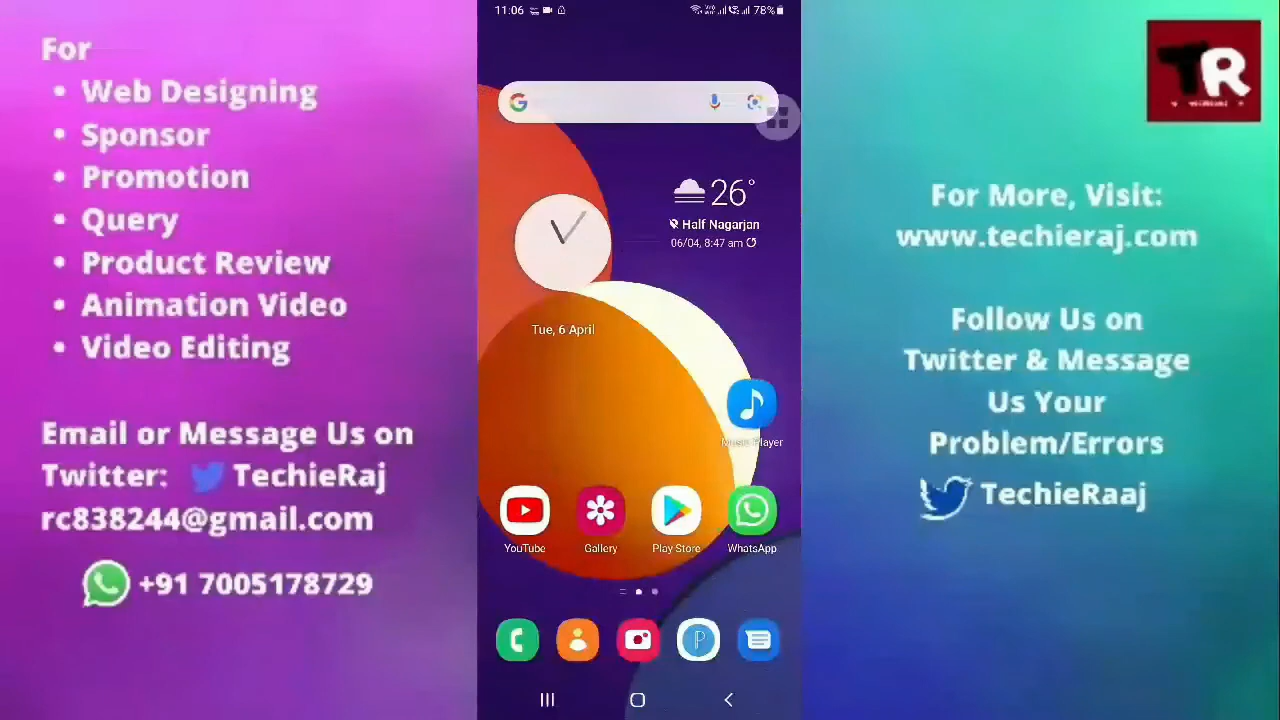 For
• Web Designing
• Sponsor
• Promotion
• Query
• Product Review
• Animation Video
• Video Editing
Email or Message Us on
Twitter: TechieRaj
rc838244@gmail.com
+91 7005178729
11:06
78%
26°
Half Nagarjan
06/04, 8:47 am
Tue, 6 April
Music Player
YouTube
Gallery
Play Store
WhatsApp
TR
For More, Visit:
www.techieraj.com
Follow Us on
Twitter & Message
Us Your
Problem/Errors
TechieRaaj